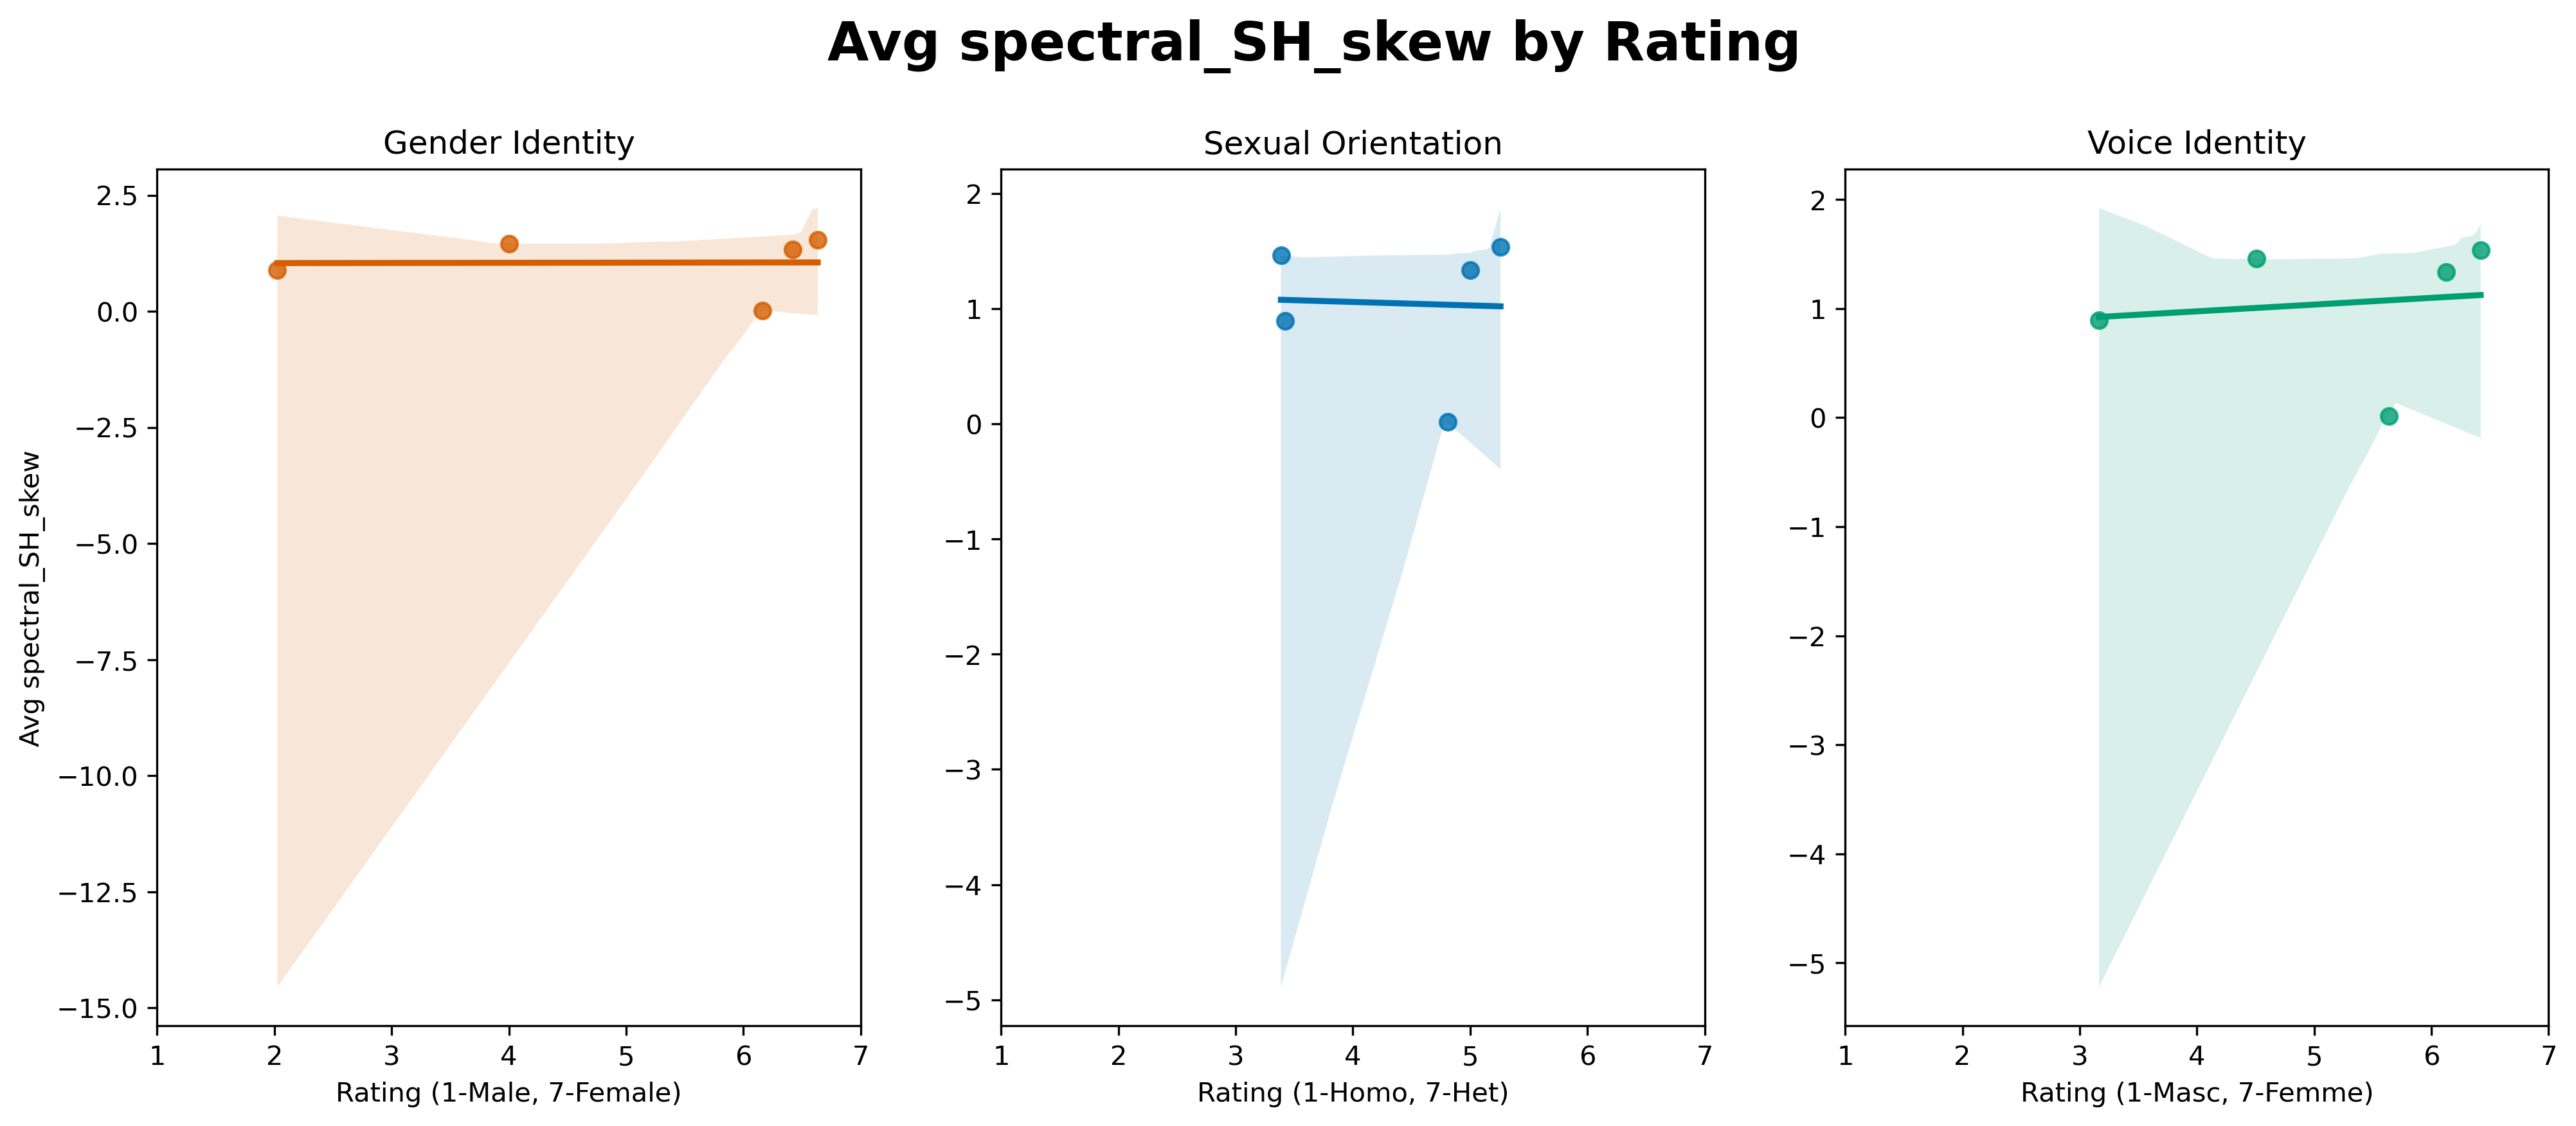 Avg spectral_SH_skew by Rating
Gender Identity
Avg spectral_SH_skew
2.5
0.0
−2.5
−5.0
−7.5
−10.0
−12.5
−15.0
1 2 3 4 5 6 7
Rating (1-Male, 7-Female)
Sexual Orientation
2
1
0
−1
−2
−3
−4
−5
1 2 3 4 5 6 7
Rating (1-Homo, 7-Het)
Voice Identity
2
1
0
−1
−2
−3
−4
−5
1 2 3 4 5 6 7
Rating (1-Masc, 7-Femme)